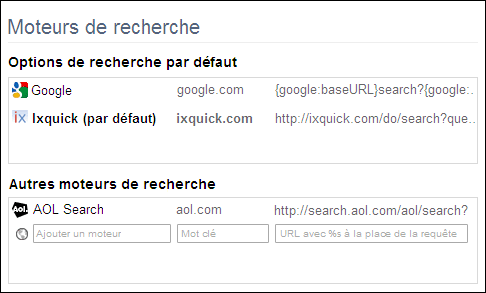 Moteurs de recherche
Options de recherche par défaut
Google google.com {google:baseURL}search?{google:...
ix Ixquick (par défaut) ixquick.com http://ixquick.com/do/search?que...
Autres moteurs de recherche
Aol. AOL Search aol.com http://search.aol.com/aol/search?
Ajouter un moteur Mot clé URL avec %s à la place de la requête